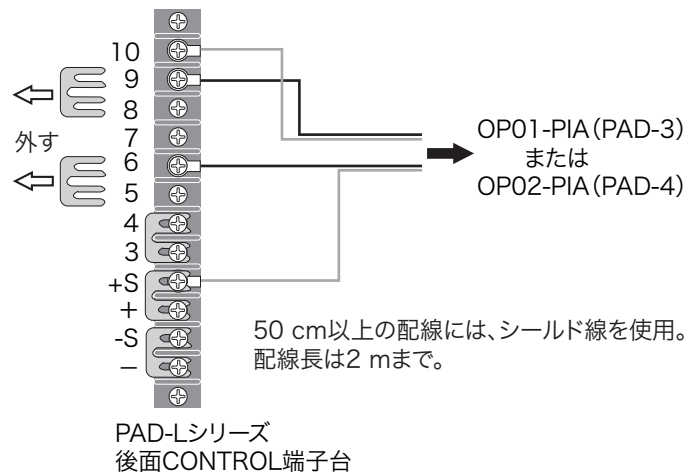 10
9
8
外す
7
6
5
4
3
+S
+
-S
−
OP01-PIA(PAD-3)
または
OP02-PIA(PAD-4)
50 cm以上の配線には、シールド線を使用。
配線長は2 mまで。
PAD-Lシリーズ
後面CONTROL端子台